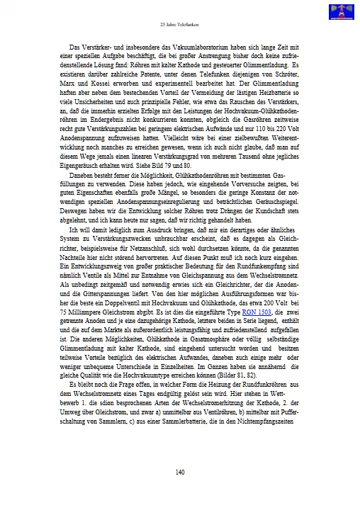 25 Jahre Telefunken
Das Verstärker- und insbesondere das Vakuumlaboratorium haben sich lange Zeit mit
einer speziellen Aufgabe beschäftigt, die bei großer Anstrengung bisher noch keine zufrie-
denstellende Lösung fand: Röhren mit kalter Kathode und gesteuerter Glimmentladung. Es
existieren darüber zahlreiche Patente, unter denen Telefunken diejenigen von Schröter,
Marx und Kossel erworben und experimentell bearbeitet hat. Der Glimmentladung
haften aber neben dem bestechenden Vorteil der Vermeidung der lästigen Heizbatterie so
viele Unsicherheiten und auch prinzipielle Fehler, wie etwa das Rauschen des Verstärkers,
an, daß die immerhin erzielten Erfolge mit den Leistungen der Hochvakuum-Glühkathoden-
röhren im Endergebnis nicht konkurrieren konnten, obgleich die Gasröhren zeitweise
recht gute Verstärkungszahlen bei geringem elektrischen Aufwande und nur 110 bis 220 Volt
Anodenspannung aufzuweisen hatten. Vielleicht wäre bei einer zielbewußten Weiterent-
wicklung noch manches zu erreichen gewesen, wenn ich auch nicht glaube, daß man auf
diesem Wege jemals einen linearen Verstärkungsgrad von mehreren Tausend ohne jegliches
Eigengeräusch erhalten wird. Siehe Bild 79 und 80.
Daneben besteht ferner die Möglichkeit, Glühkathodenröhren mit bestimmten Gas-
füllungen zu verwenden. Diese haben jedoch, wie eingehende Versuche zeigten, bei
guten Eigenschaften ebenfalls große Mängel, so besonders die geringe Konstanz der not-
wendigen speziellen Anodenspannungseinregulierung und beträchtlichen Geräuschspiegel.
Deswegen haben wir die Entwicklung solcher Röhren trotz Drängen der Kundschaft stets
abgelehnt, und ich kann heute nur sagen, daß wir richtig gehandelt haben.
Ich will damit lediglich zum Ausdruck bringen, daß mir ein derartiges oder ähnliches
System zu Verstärkungszwecken unbrauchbar erscheint, daß es dagegen als Gleich-
richter, beispielsweise für Netzanschluß, sich wohl durchsetzen könnte, da die genannten
Nachteile hier nicht störend hervortreten. Auf diesen Punkt muß ich noch kurz eingehen.
Ein Entwicklungszweig von großer praktischer Bedeutung für den Rundfunkempfang sind
nämlich Ventile als Mittel zur Entnahme von Gleichspannung aus dem Wechselstromnetz.
Als unbedingt zeitgemäß und notwendig erwies sich ein Gleichrichter, der die Anoden-
und die Gitterspannungen liefert. Von den hier möglichen Ausführungsformen war bis-
her die beste ein Doppelventil mit Hochvakuum und Glühkathode, das etwa 200 Volt bei
75 Milliampere Gleichstrom abgibt. Es ist dies die eingeführte Type RGN 1503, die zwei
getrennte Anoden und je eine dazugehörige Kathode, letztere beiden in Serie liegend, enthält
und die auf dem Markte als außerordentlich leistungsfähig und zufriedenstellend aufgefallen
ist. Die anderen Möglichkeiten, Glühkathode in Gasatmosphäre oder völlig selbständige
Glimmentladung mit kalter Kathode, sind eingehend untersucht worden und besitzen
teilweise Vorteile bezüglich des elektrischen Aufwandes, daneben auch einige mehr oder
weniger unbequeme Unterschiede in Einzelheiten. Im Ganzen haben sie annähernd die
gleiche Qualität wie die Hochvakuumtype erreichen können (Bilder 81, 82).
Es bleibt noch die Frage offen, in welcher Form die Heizung der Rundfunkröhren aus
dem Wechselstromnetz eines Tages endgültig gelöst sein wird. Hier stehen in Wett-
bewerb 1. die schon besprochenen Arten der Wechselstromerhitzung der Kathode, 2. der
Umweg über Gleichstrom, und zwar a) unmittelbar aus Ventilröhren, b) mittelbar mit Puffer-
schaltung von Sammlern, c) aus einer Sammlerbatterie, die in den Nichtempfangszeiten
140